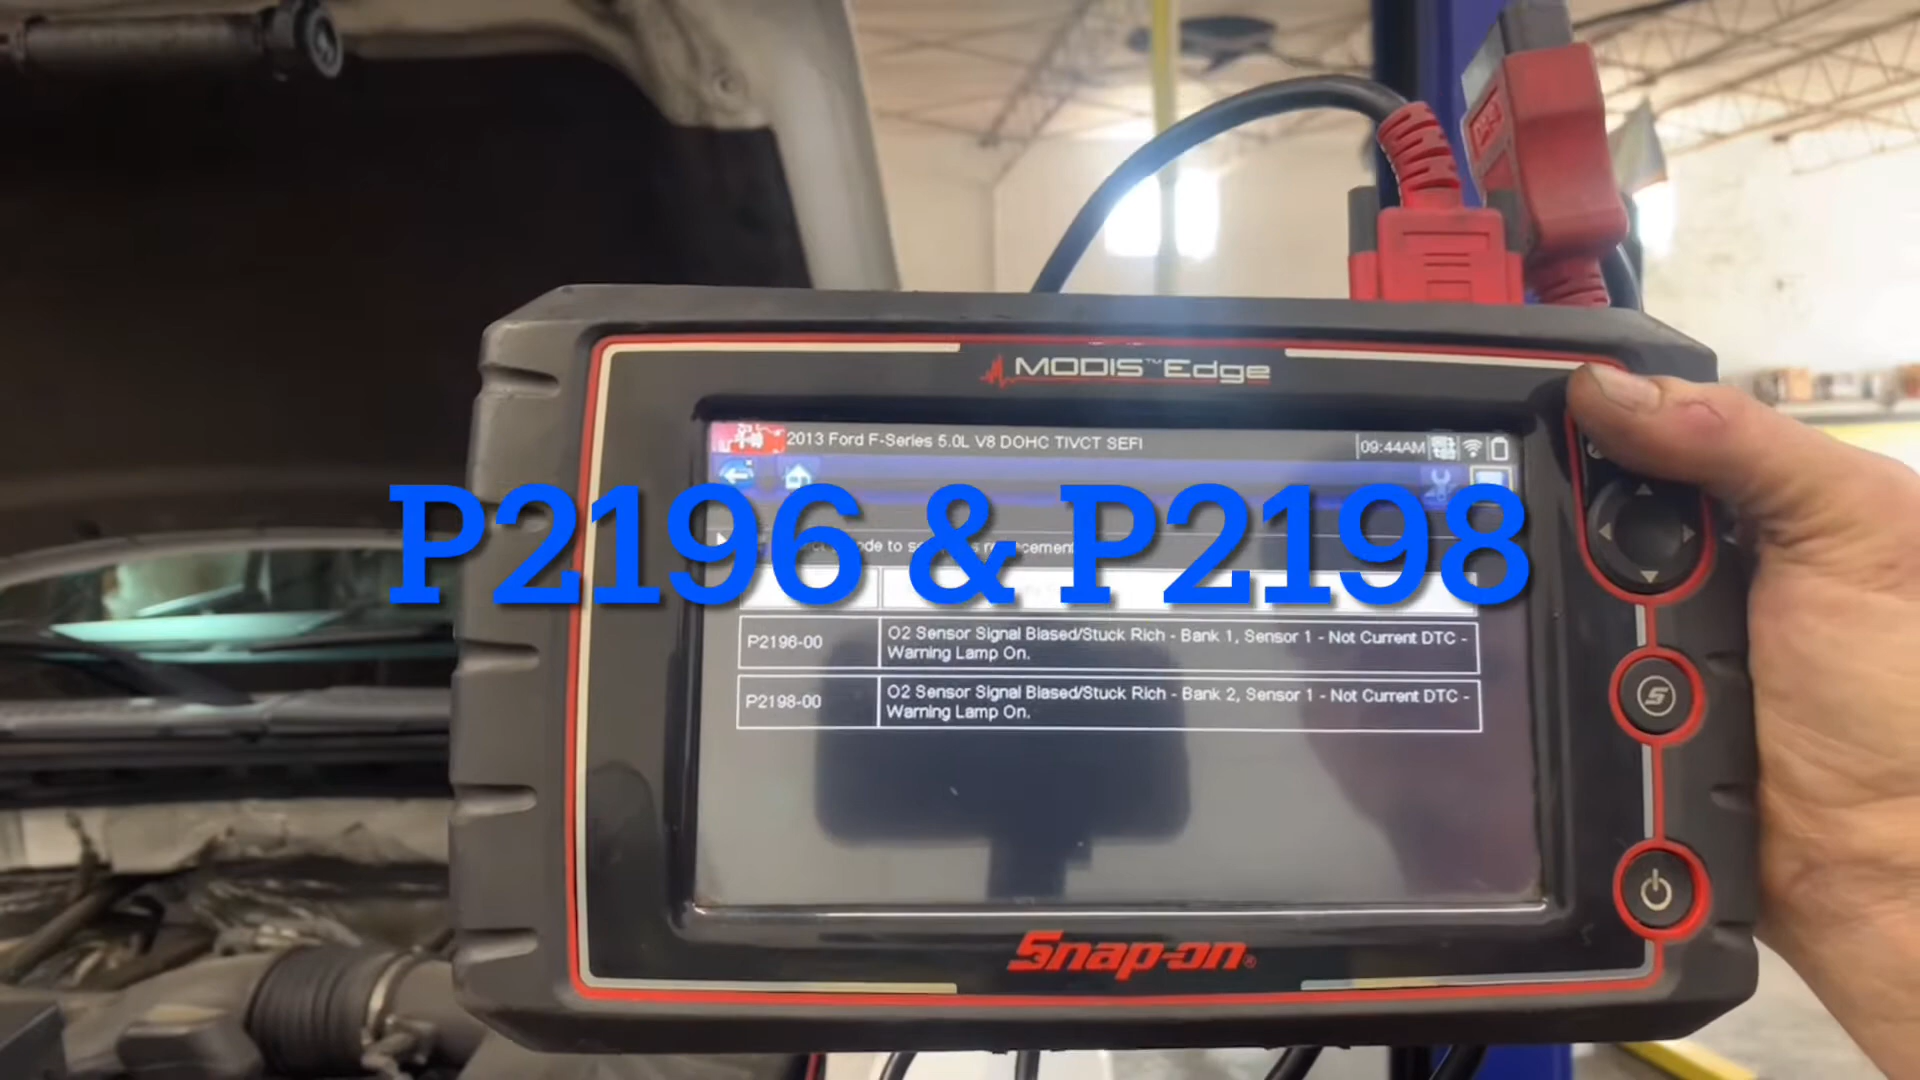 MODIS™Edge
2013 Ford F-Series 5.0L V8 DOHC TIVCT SEFI
09:44AM
P2196 & P2198
P2196-00
O2 Sensor Signal Biased/Stuck Rich - Bank 1, Sensor 1 - Not Current DTC -
Warning Lamp On.
P2198-00
O2 Sensor Signal Biased/Stuck Rich - Bank 2, Sensor 1 - Not Current DTC -
Warning Lamp On.
Snap-on®